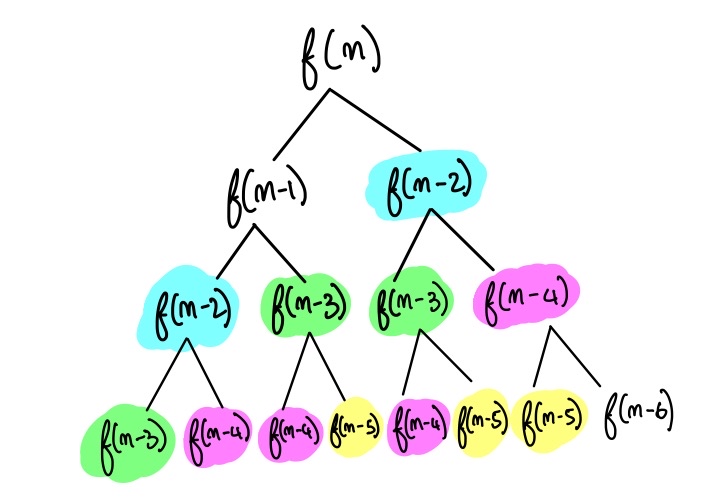 f(n)
f(n-1) f(n-2)
f(n-2) f(n-3) f(n-3) f(n-4)
f(n-3) f(n-4) f(n-4) f(n-5) f(n-4) f(n-5) f(n-5) f(n-6)